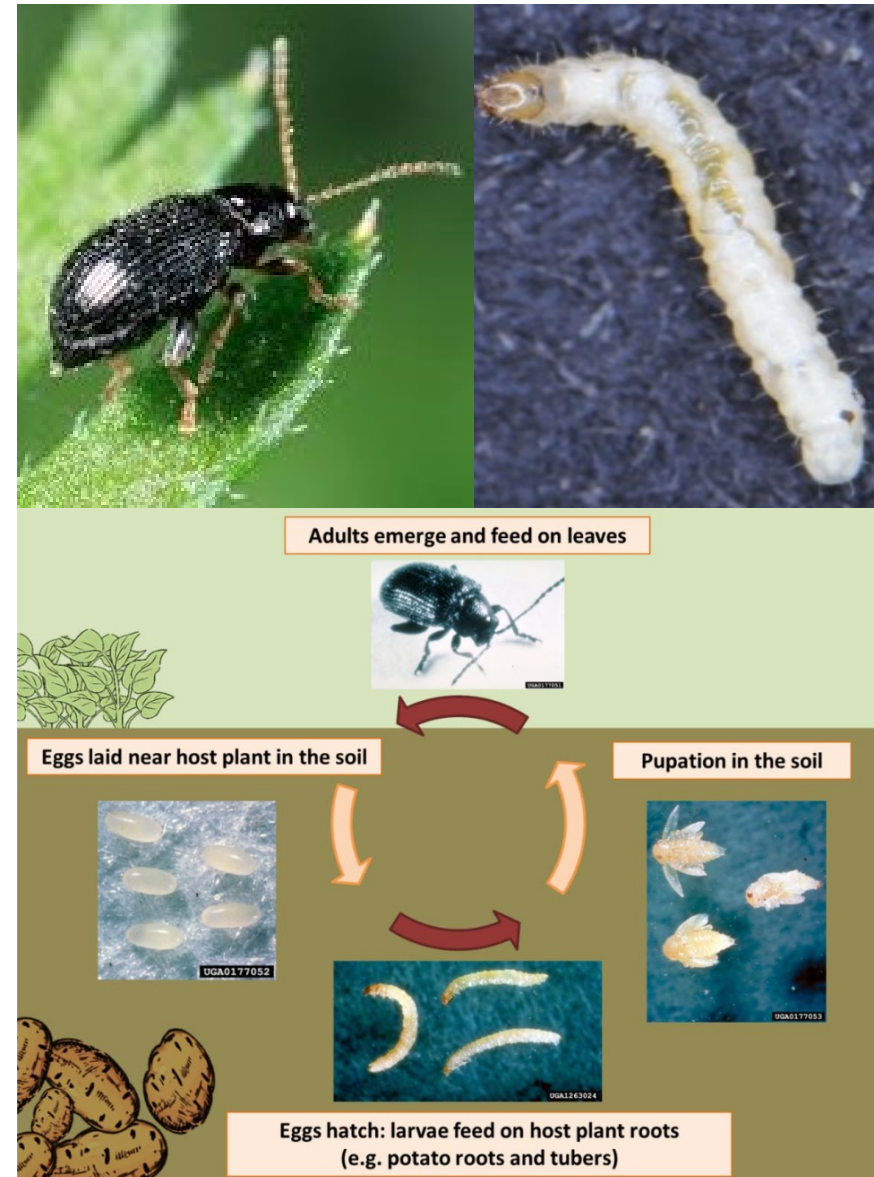 Adults emerge and feed on leaves
UGA0177051
Eggs laid near host plant in the soil
Pupation in the soil
UGA0177052
UGA0177053
UGA1263024
Eggs hatch: larvae feed on host plant roots
(e.g. potato roots and tubers)